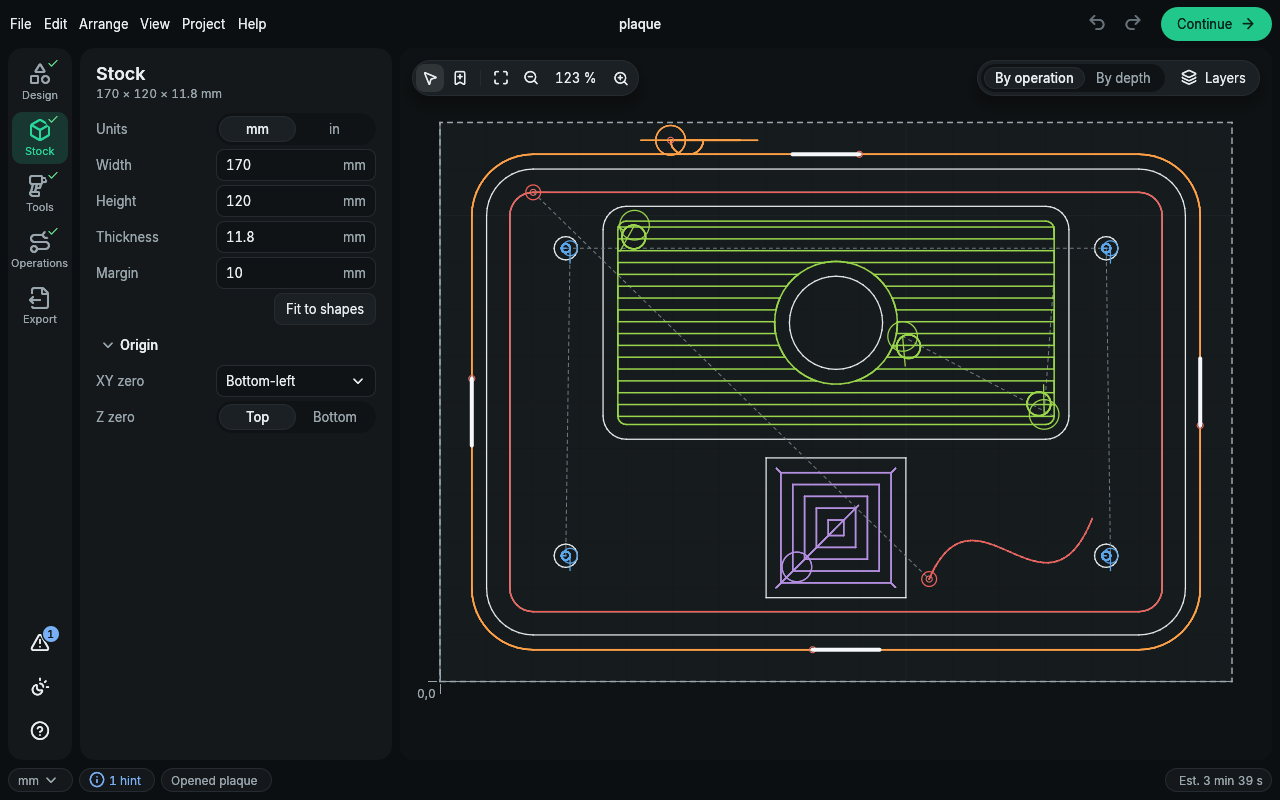 File Edit Arrange View Project Help
plaque
Continue
Design
Stock
Tools
Operations
Export
1
Stock
170 × 120 × 11.8 mm
Units mm in
Width 170 mm
Height 120 mm
Thickness 11.8 mm
Margin 10 mm
Fit to shapes
Origin
XY zero Bottom-left
Z zero Top Bottom
123 %
By operation By depth Layers
0,0
mm 1 hint Opened plaque Est. 3 min 39 s